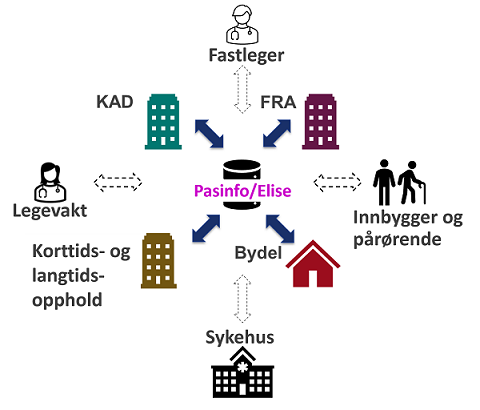 Fastleger
KAD
FRA
Pasinfo/Elise
Legevakt
Innbygger og
pårørende
Korttids- og
langtids-
opphold
Bydel
Sykehus